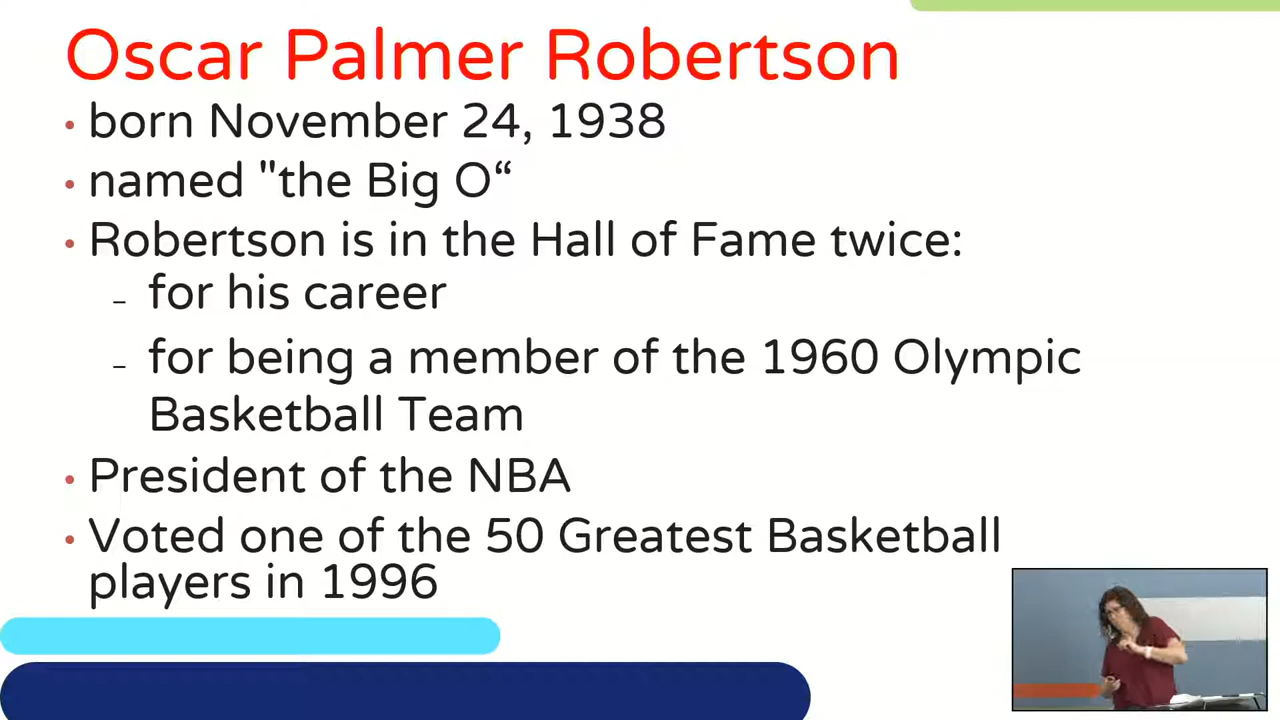 Oscar Palmer Robertson
• born November 24, 1938
• named "the Big O“
• Robertson is in the Hall of Fame twice:
– for his career
– for being a member of the 1960 Olympic
Basketball Team
• President of the NBA
• Voted one of the 50 Greatest Basketball
players in 1996